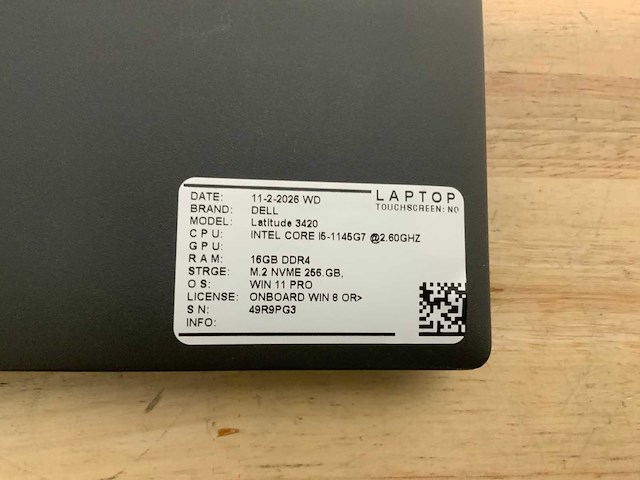 LAPTOP
TOUCHSCREEN: NO
DATE: 11-2-2026 WD
BRAND: DELL
MODEL: Latitude 3420
CPU: INTEL CORE I5-1145G7 @2.60GHZ
GPU:
RAM: 16GB DDR4
STRGE: M.2 NVME 256.GB,
OS: WIN 11 PRO
LICENSE: ONBOARD WIN 8 OR>
SN: 49R9PG3
INFO: